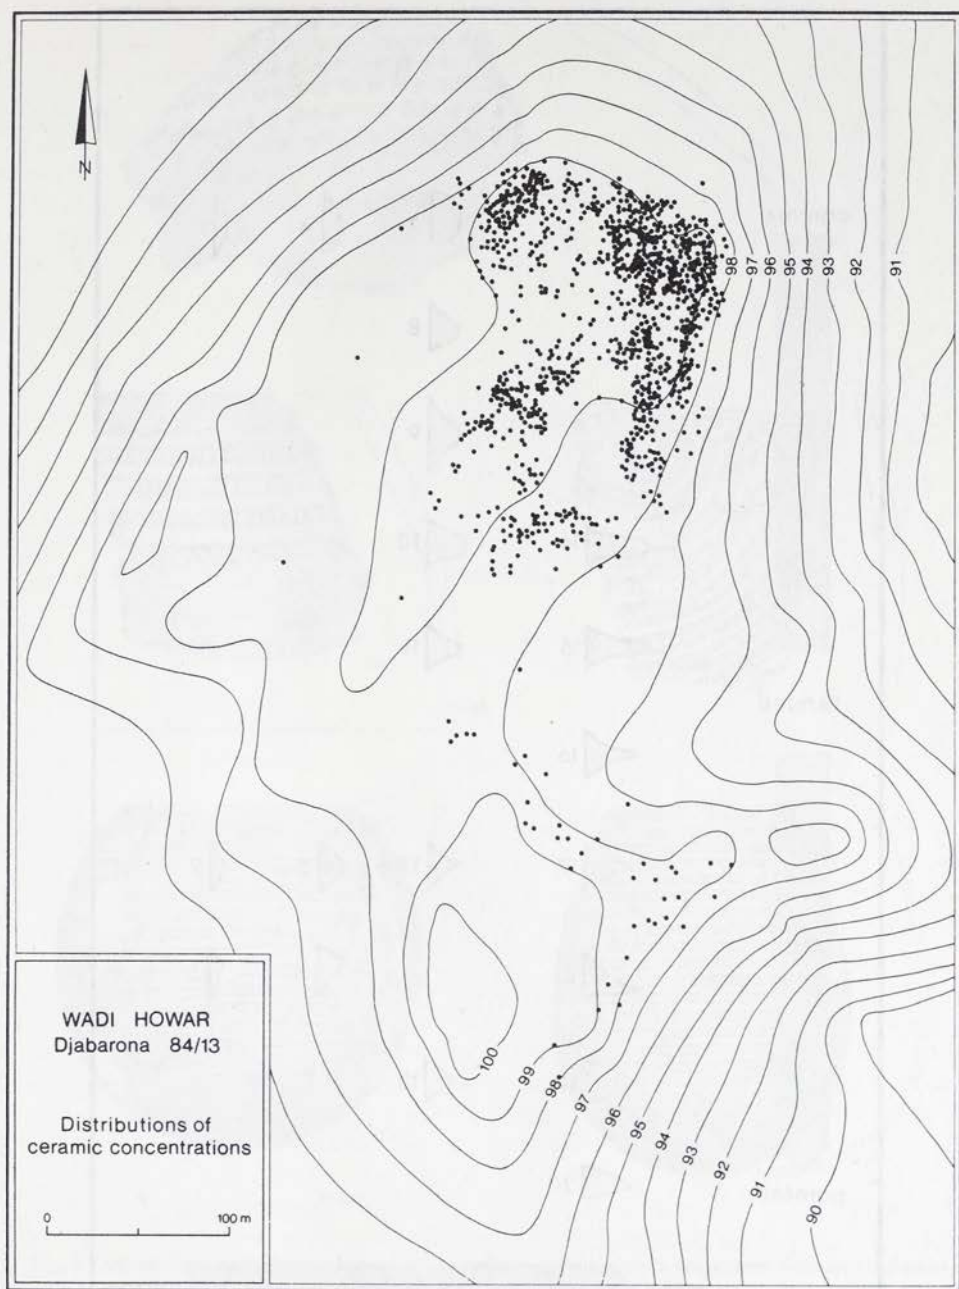 N
98 97 96 95 94 93 92 91
100 99 98 97 96 95 94 93 92 91 90
WADI HOWAR
Djabarona 84/13
Distributions of
ceramic concentrations
0 100 m